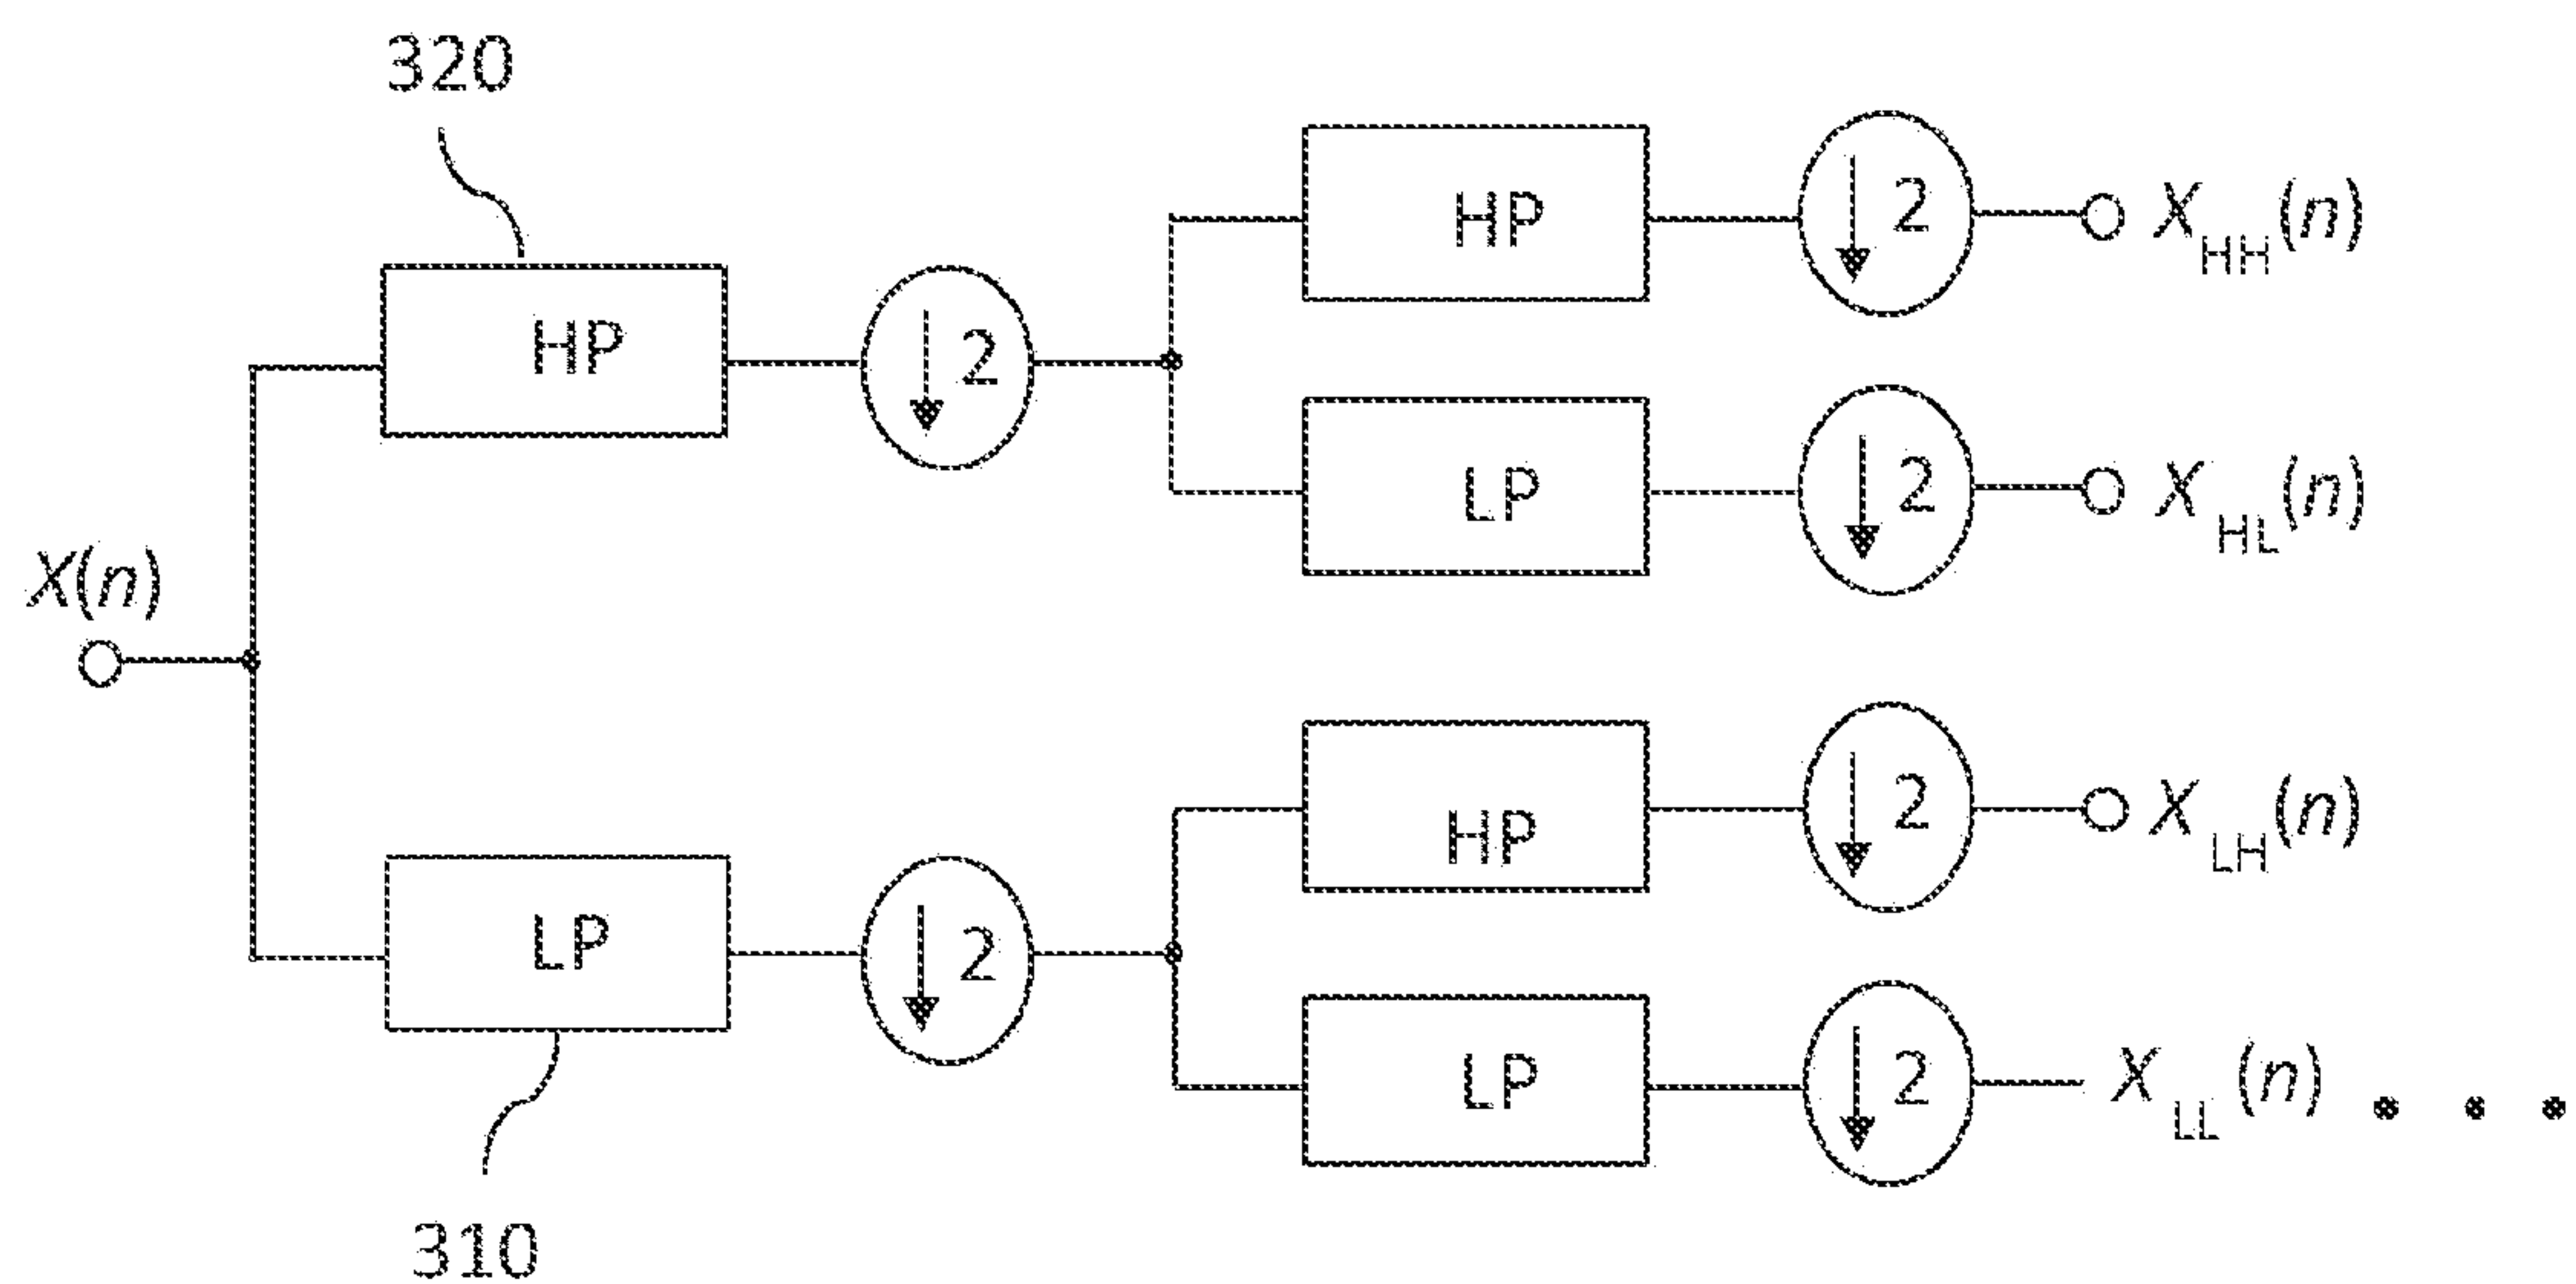 320
HP
2
HP
2
X_HH(n)
LP
2
X_HL(n)
X(n)
LP
2
HP
2
X_LH(n)
LP
2
X_LL(n) • • •
310